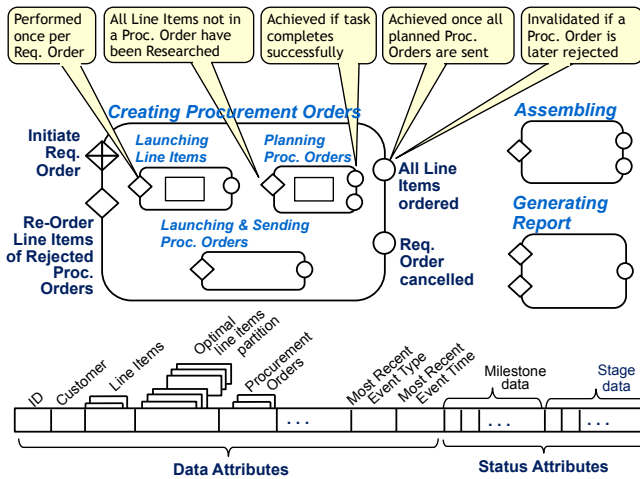 Performed
once per
Req. Order
All Line Items not in
a Proc. Order have
been Researched
Achieved if task
completes
successfully
Achieved once all
planned Proc.
Orders are sent
Invalidated if a
Proc. Order is
later rejected
Creating Procurement Orders
Assembling
Initiate
Req.
Order
Launching
Line Items
Planning
Proc. Orders
All Line
Items
ordered
Generating
Report
Re-Order
Line Items
of Rejected
Proc.
Orders
Launching & Sending
Proc. Orders
Req.
Order
cancelled
ID
Customer
Line Items
Optimal
line items
partition
Procurement
Orders
Most Recent
Event Type
Most Recent
Event Time
Milestone
data
Stage
data
...
...
...
Data Attributes
Status Attributes